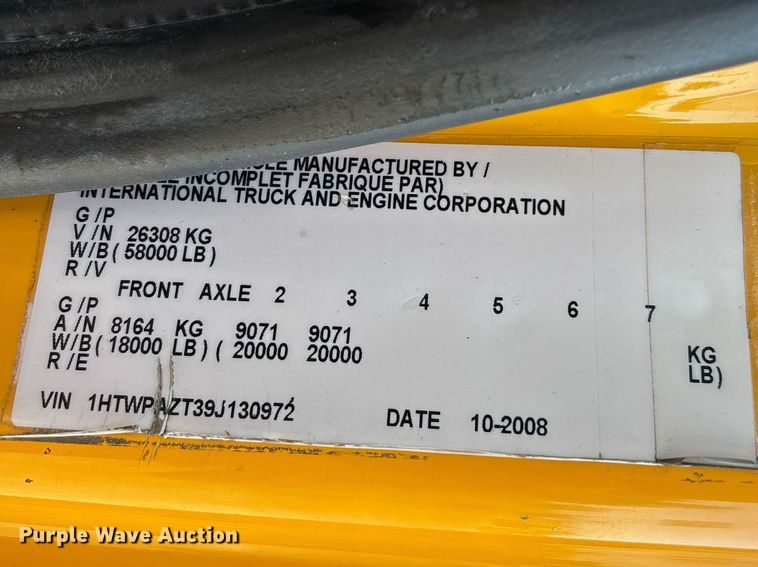 MANUFACTURED BY /
INCOMPLET FABRIQUE PAR)
INTERNATIONAL TRUCK AND ENGINE CORPORATION
G / P
V / N 26308 KG
W / B ( 58000 LB )
R / V
FRONT AXLE 2 3 4 5 6 7
G / P
A / N 8164 KG 9071 9071 KG
W / B ( 18000 LB ) ( 20000 20000 LB)
R / E
VIN 1HTWPAZT39J130972 DATE 10-2008
Purple Wave Auction